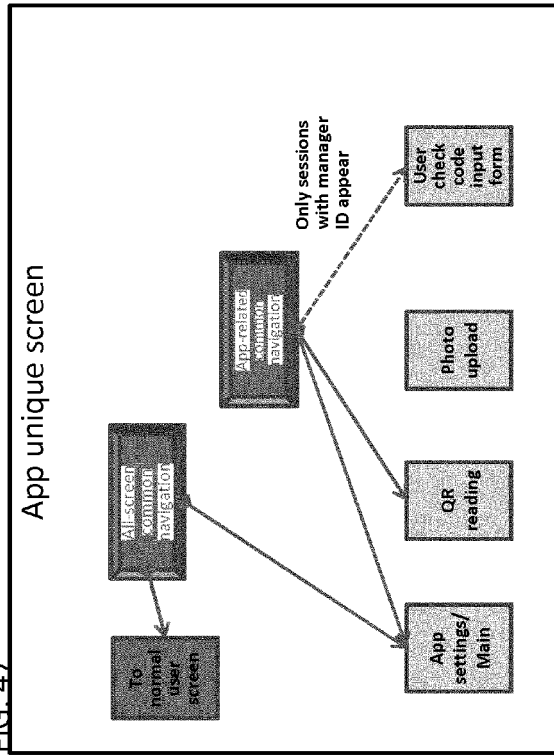 FIG. 47
App unique screen
To
normal
user
screen
All-screen
common
navigation
App-related
common
navigation
Only sessions
with manager
ID appear
App
settings/
Main
QR
reading
Photo
upload
User
check
code
input
form